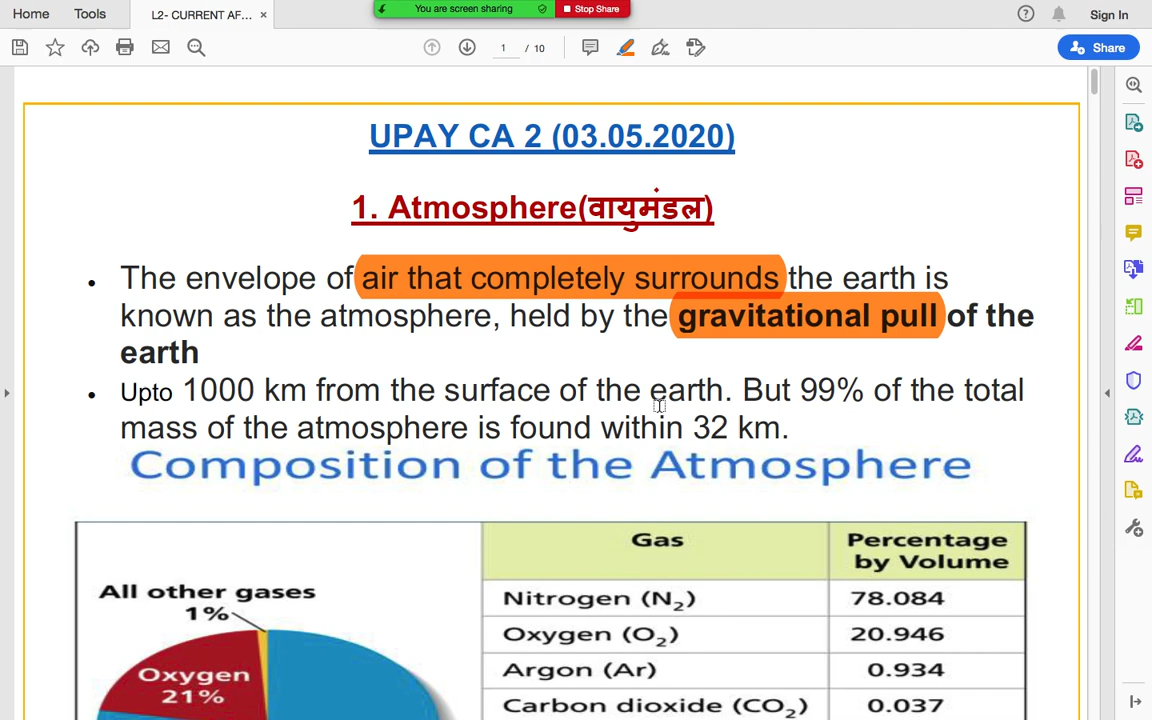 Home Tools L2- CURRENT AF... × You are screen sharing Stop Share Sign In
1 / 10 Share
UPAY CA 2 (03.05.2020)
1. Atmosphere(वायुमंडल)
• The envelope of air that completely surrounds the earth is
known as the atmosphere, held by the gravitational pull of the
earth
• Upto 1000 km from the surface of the earth. But 99% of the total
mass of the atmosphere is found within 32 km.
Composition of the Atmosphere
Gas Percentage
by Volume
All other gases
1%
Nitrogen (N₂) 78.084
Oxygen (O₂) 20.946
Argon (Ar) 0.934
Carbon dioxide (CO₂) 0.037
Oxygen
21%